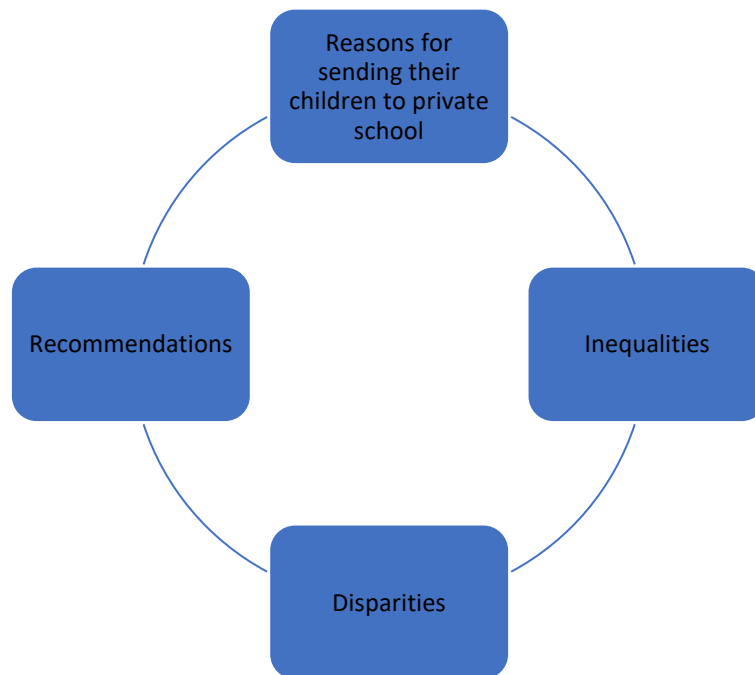 Reasons for
sending their
children to private
school
Recommendations
Inequalities
Disparities